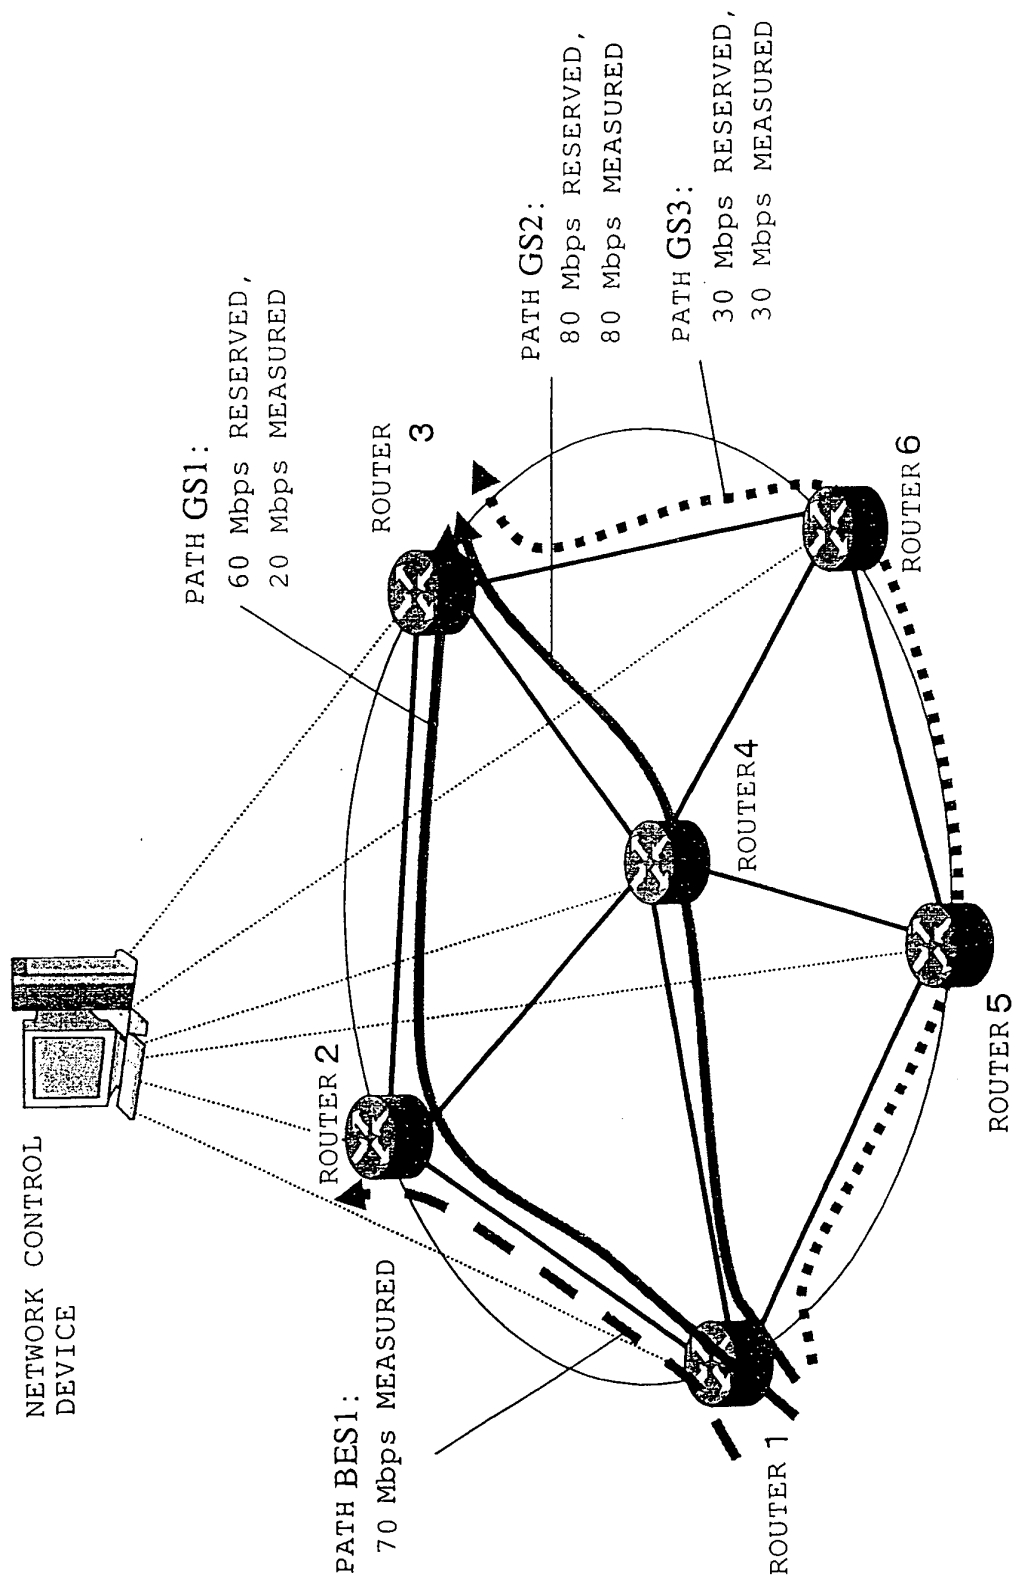 NETWORK CONTROL
DEVICE
PATH GS1:
60 Mbps RESERVED,
20 Mbps MEASURED
PATH BES1:
70 Mbps MEASURED
ROUTER 2
ROUTER
3
PATH GS2:
80 Mbps RESERVED,
80 Mbps MEASURED
PATH GS3:
30 Mbps RESERVED,
30 Mbps MEASURED
ROUTER4
ROUTER 1
ROUTER 5
ROUTER 6